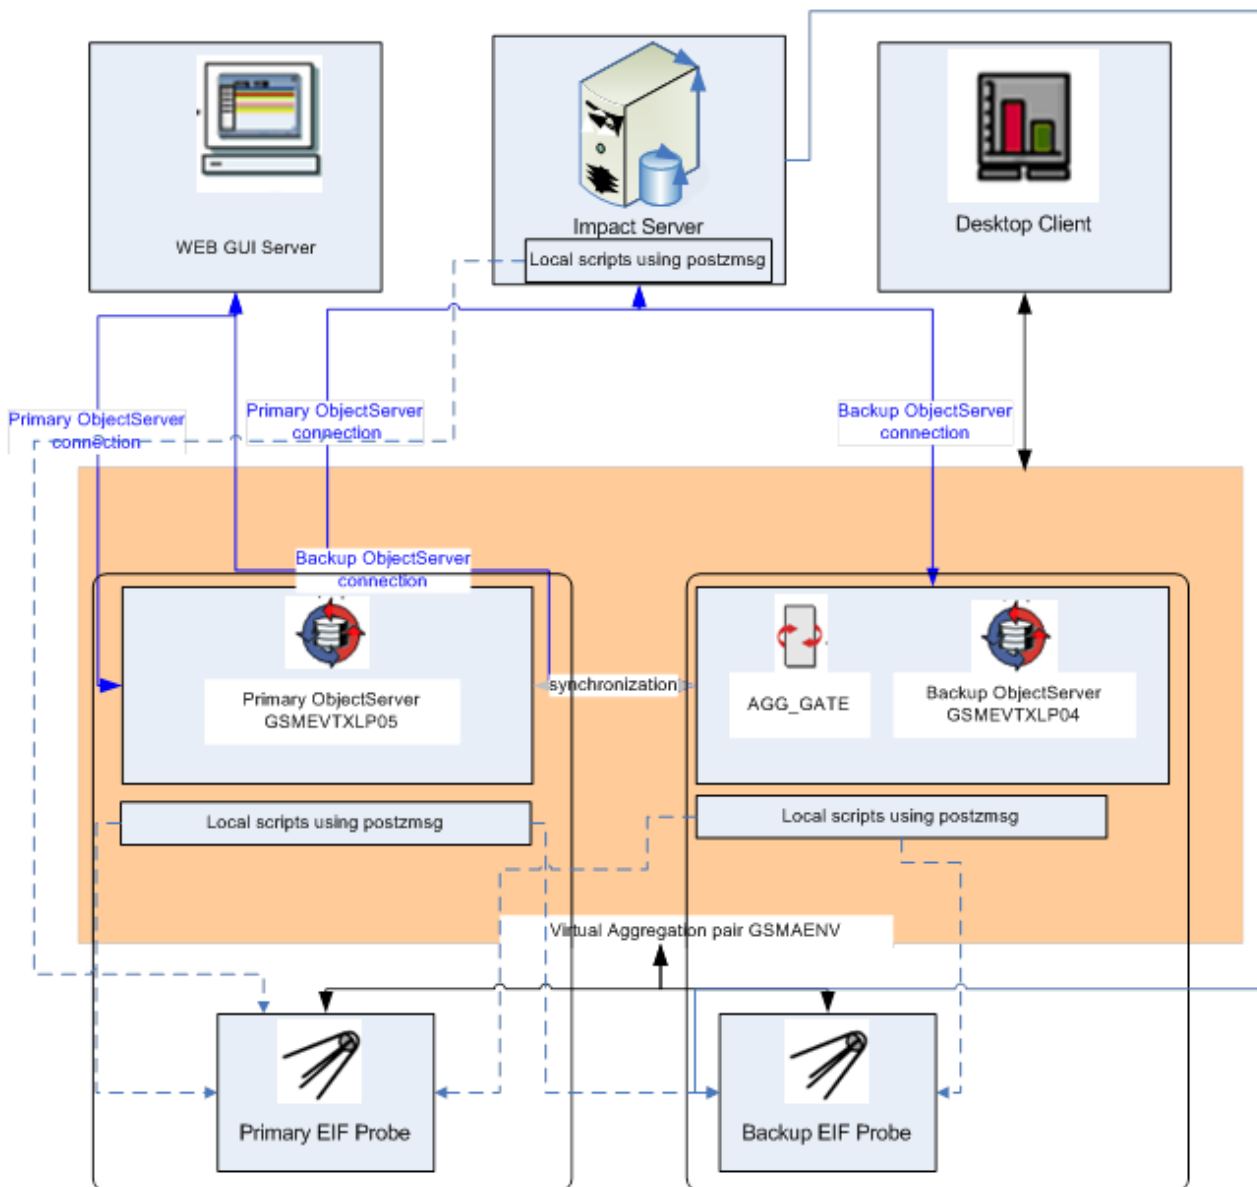 WEB GUI Server
Impact Server
Local scripts using postzmsg
Desktop Client
Primary ObjectServer
connection
Primary ObjectServer
connection
Backup ObjectServer
connection
Backup ObjectServer
connection
Primary ObjectServer
GSMEVTXLP05
synchronization
AGG_GATE
Backup ObjectServer
GSMEVTXLP04
Local scripts using postzmsg
Local scripts using postzmsg
Virtual Aggregation pair GSMAENV
Primary EIF Probe
Backup EIF Probe